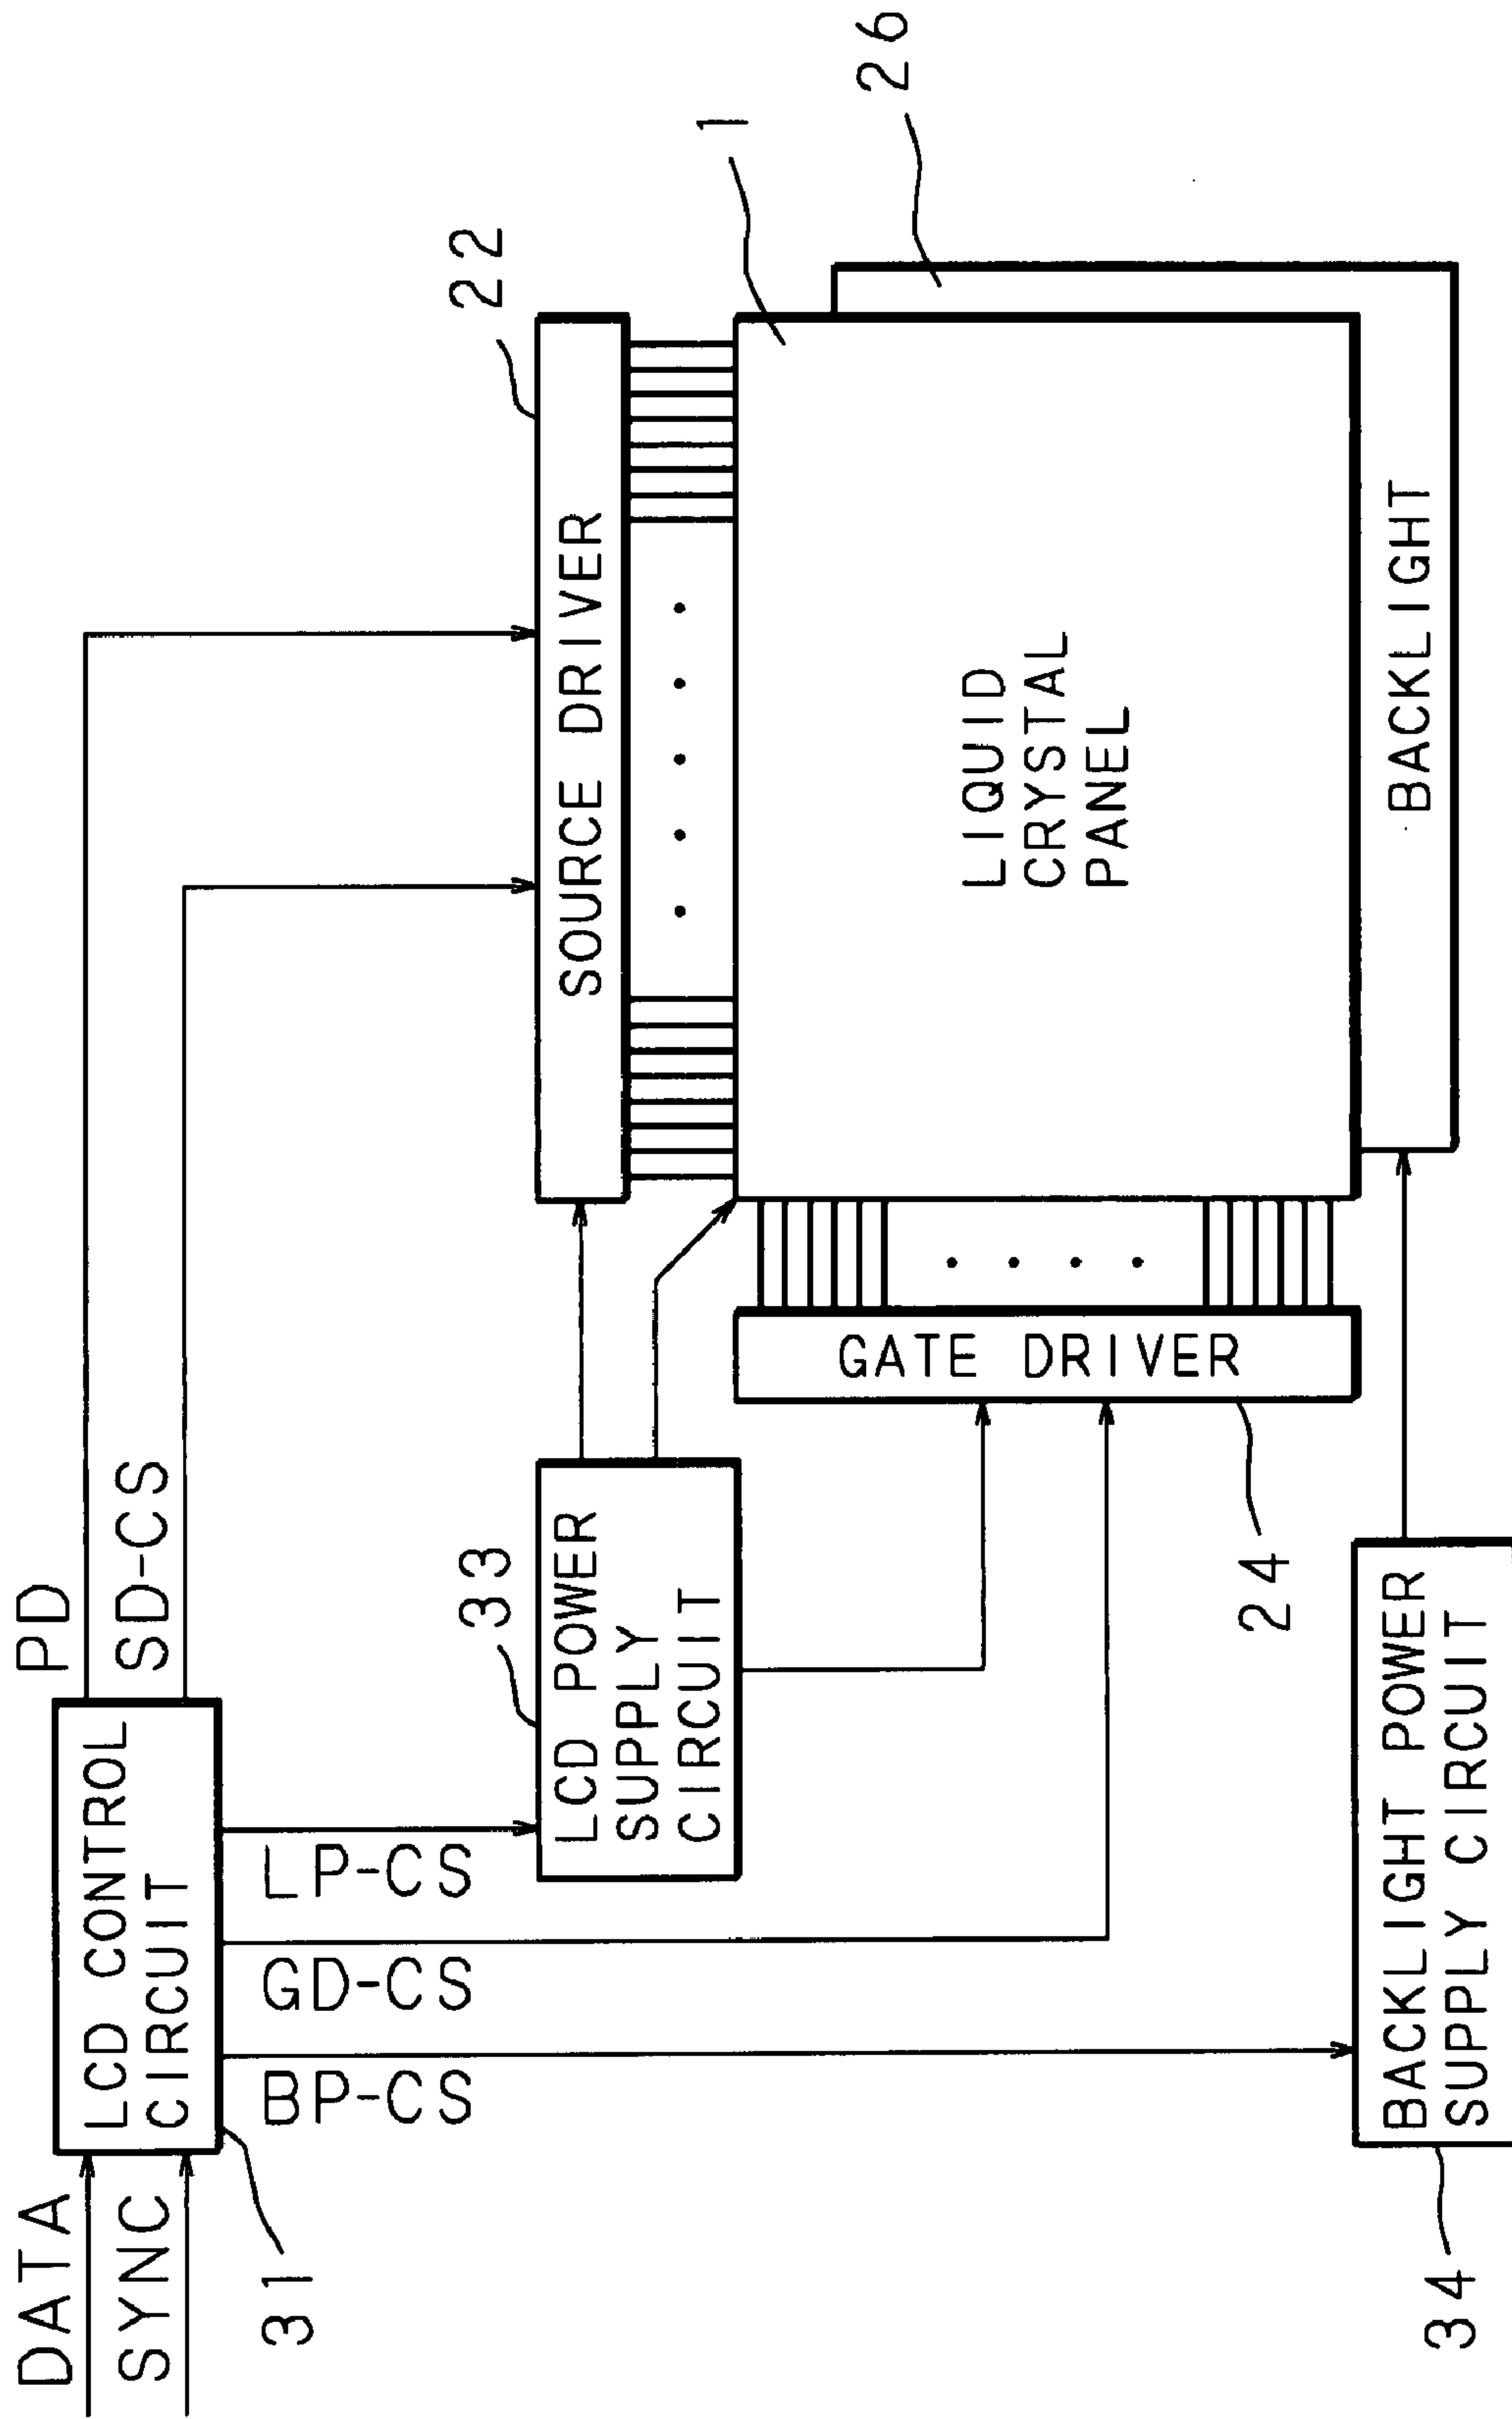 DATA
SYNC
PD
SD-CS
LCD CONTROL
CIRCUIT
31
LP-CS
GD-CS
BP-CS
33
LCD POWER
SUPPLY
CIRCUIT
22
SOURCE DRIVER
1
26
LIQUID
CRYSTAL
PANEL
GATE DRIVER
24
BACKLIGHT
BACKLIGHT POWER
SUPPLY CIRCUIT
34